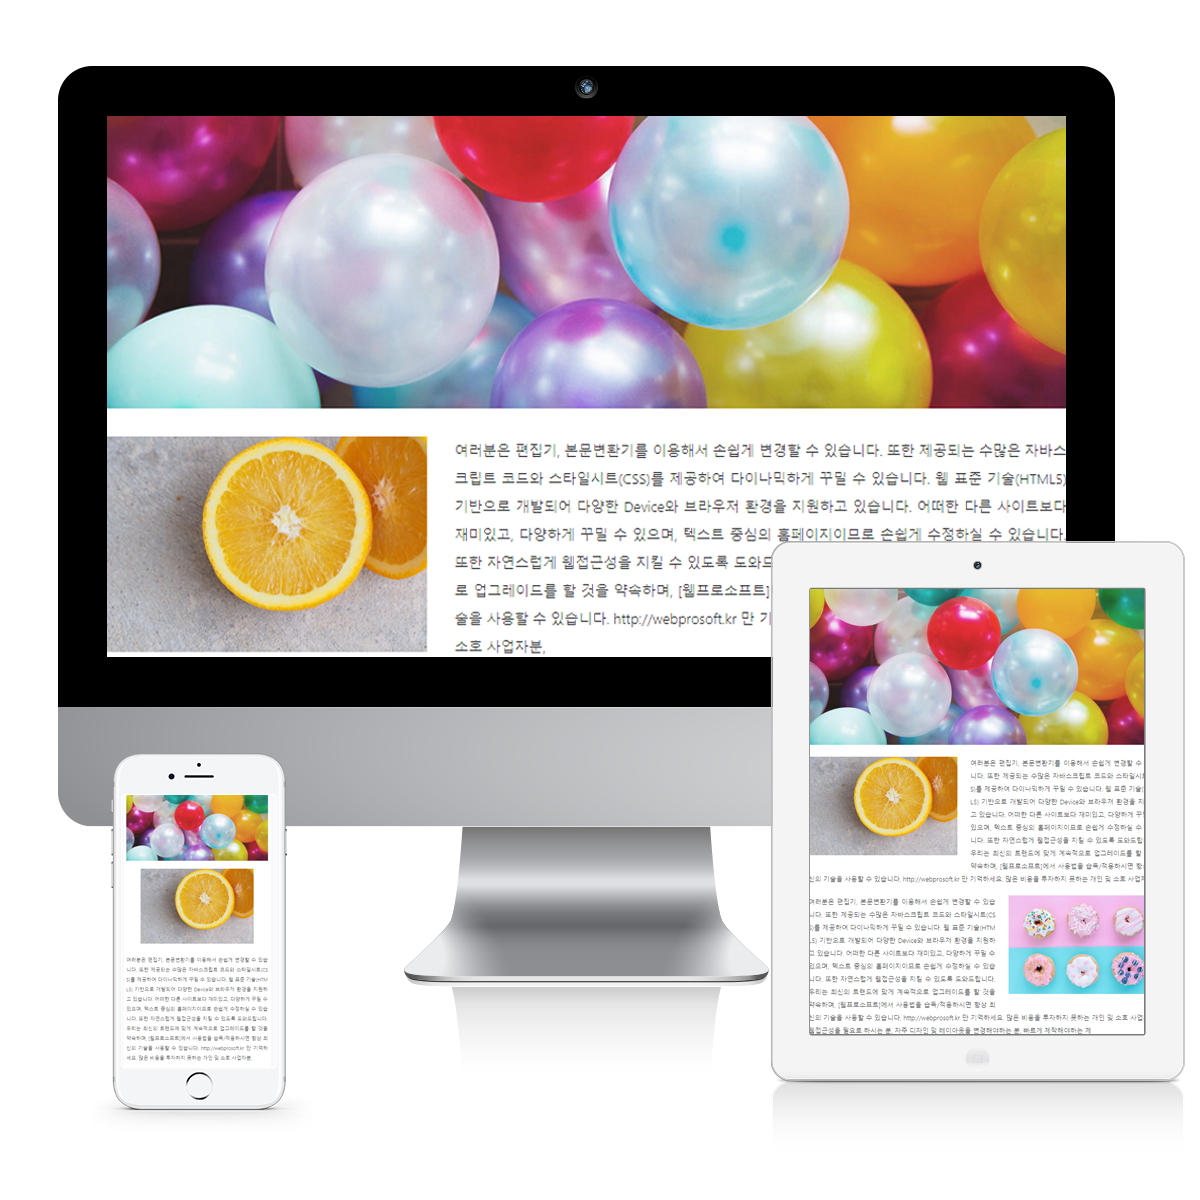 여러분은 편집기, 본문변환기를 이용해서 손쉽게 변경할 수 있습니다. 또한 제공되는 수많은 자바스
크립트 코드와 스타일시트(CSS)를 제공하여 다이나믹하게 꾸밀 수 있습니다. 웹 표준 기술(HTML5)
기반으로 개발되어 다양한 Device와 브라우저 환경을 지원하고 있습니다. 어떠한 다른 사이트보다
재미있고, 다양하게 꾸밀 수 있으며, 텍스트 중심의 홈페이지이므로 손쉽게 수정하실 수 있습니다.
또한 자연스럽게 웹접근성을 지킬 수 있도록 도와드
로 업그레이드를 할 것을 약속하며, [웹프로소프트]
술을 사용할 수 있습니다. http://webprosoft.kr 만 기
소호 사업자분,
여러분은 편집기, 본문변환기를 이용해서 손쉽게 변경할 수
니다. 또한 제공되는 수많은 자바스크립트 코드와 스타일시
S)를 제공하여 다이나믹하게 꾸밀 수 있습니다. 웹 표준 기술(
L5) 기반으로 개발되어 다양한 Device와 브라우저 환경을 지
고 있습니다. 어떠한 다른 사이트보다 재미있고, 다양하게 꾸
있으며, 텍스트 중심의 홈페이지이므로 손쉽게 수정하실 수
니다. 또한 자연스럽게 웹접근성을 지킬 수 있도록 도와드립
우리는 최신의 트랜드에 맞게 계속적으로 업그레이드를 할
약속하며, [웹프로소프트]에서 사용법을 습득/적용하시면 항
신의 기술을 사용할 수 있습니다. http://webprosoft.kr 만 기억하세요. 많은 비용을 투자하지 못하는 개인 및 소호 사업자
여러분은 편집기, 본문변환기를 이용해서 손쉽게 변경할 수 있습
니다. 또한 제공되는 수많은 자바스크립트 코드와 스타일시트(CS
S)를 제공하여 다이나믹하게 꾸밀 수 있습니다. 웹 표준 기술(HTM
L5) 기반으로 개발되어 다양한 Device와 브라우저 환경을 지원하
고 있습니다. 어떠한 다른 사이트보다 재미있고, 다양하게 꾸밀 수
있으며, 텍스트 중심의 홈페이지이므로 손쉽게 수정하실 수 있습
니다. 또한 자연스럽게 웹접근성을 지킬 수 있도록 도와드립니다.
우리는 최신의 트랜드에 맞게 계속적으로 업그레이드를 할 것을
약속하며, [웹프로소프트]에서 사용법을 습득/적용하시면 항상 최
신의 기술을 사용할 수 있습니다. http://webprosoft.kr 만 기억하세요. 많은 비용을 투자하지 못하는 개인 및 소호 사업
웹접근성을 필요로 하시는 분, 자주 디자인 및 레이아웃을 변경해야하는 분, 빠르게 제작해야하는 제
여러분은 편집기, 본문변환기를 이용해서 손쉽게 변경할 수 있습
니다. 또한 제공되는 수많은 자바스크립트 코드와 스타일시트(CS
S)를 제공하여 다이나믹하게 꾸밀 수 있습니다. 웹 표준 기술(HTM
L5) 기반으로 개발되어 다양한 Device와 브라우저 환경을 지원하
고 있습니다. 어떠한 다른 사이트보다 재미있고, 다양하게 꾸밀 수
있으며, 텍스트 중심의 홈페이지이므로 손쉽게 수정하실 수 있습
니다. 또한 자연스럽게 웹접근성을 지킬 수 있도록 도와드립니다.
우리는 최신의 트랜드에 맞게 계속적으로 업그레이드를 할 것을
약속하며, [웹프로소프트]에서 사용법을 습득/적용하시면 항상 최
신의 기술을 사용할 수 있습니다. http://webprosoft.kr 만 기억하
세요. 많은 비용을 투자하지 못하는 개인 및 소호 사업자분,